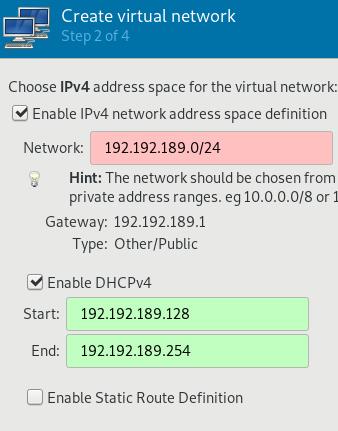 Create virtual network
Step 2 of 4
Choose IPv4 address space for the virtual network:
Enable IPv4 network address space definition
Network: 192.192.189.0/24
Hint: The network should be chosen from
private address ranges. eg 10.0.0.0/8 or 1
Gateway: 192.192.189.1
Type: Other/Public
Enable DHCPv4
Start: 192.192.189.128
End: 192.192.189.254
Enable Static Route Definition